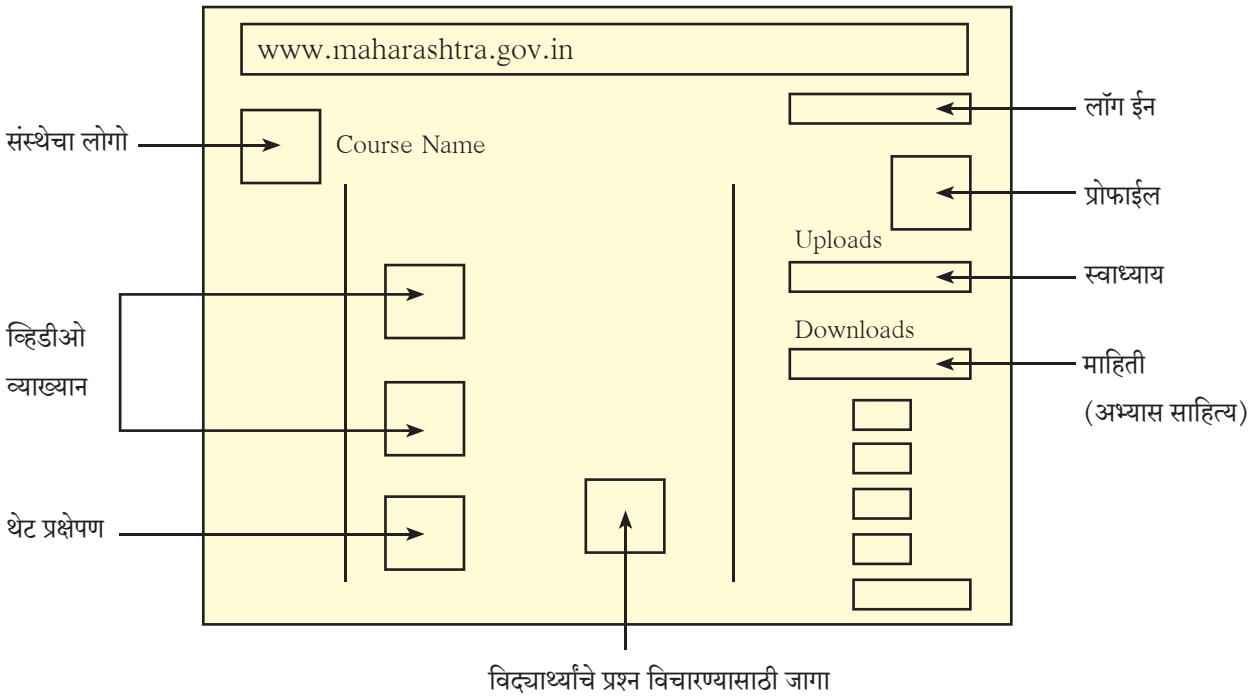 www.maharashtra.gov.in
लॉग ईन
संस्थेचा लोगो
Course Name
प्रोफाईल
Uploads
स्वाध्याय
व्हिडीओ
व्याख्यान
Downloads
माहिती
(अभ्यास साहित्य)
थेट प्रक्षेपण
विद्यार्थ्यांचे प्रश्न विचारण्यासाठी जागा